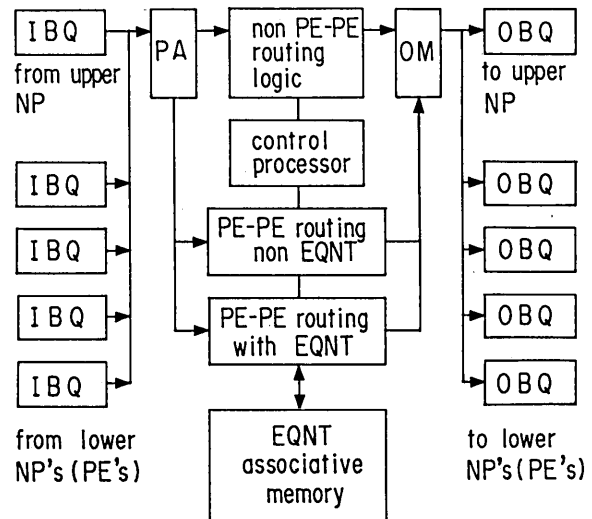 IBQ
from upper
NP
IBQ
IBQ
IBQ
IBQ
from lower
NP's (PE's)
PA
non PE-PE
routing
logic
control
processor
PE-PE routing
non EQNT
PE-PE routing
with EQNT
EQNT
associative
memory
OM
OBQ
to upper
NP
OBQ
OBQ
OBQ
OBQ
to lower
NP's (PE's)